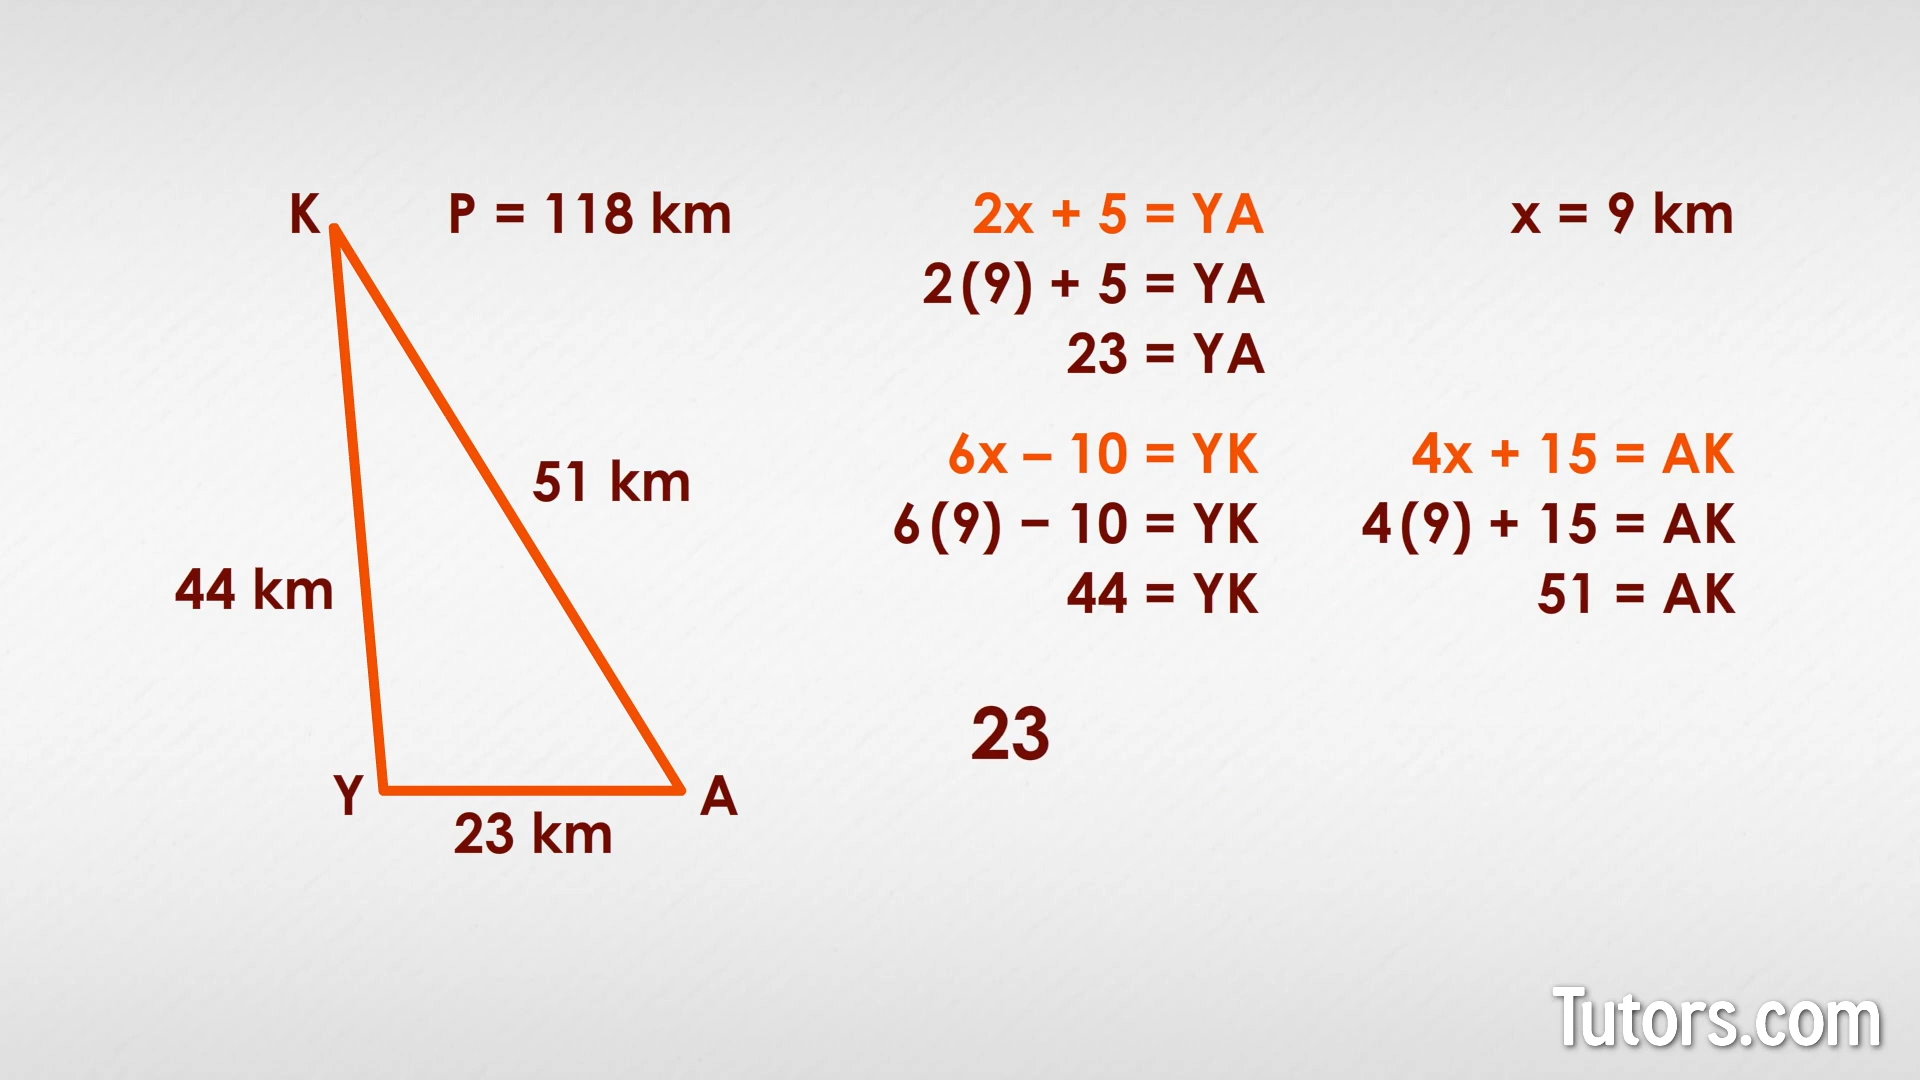 K
P = 118 km
51 km
44 km
Y
A
23 km
2x + 5 = YA
2(9) + 5 = YA
23 = YA
x = 9 km
6x – 10 = YK
6(9) – 10 = YK
44 = YK
4x + 15 = AK
4(9) + 15 = AK
51 = AK
23
Tutors.com